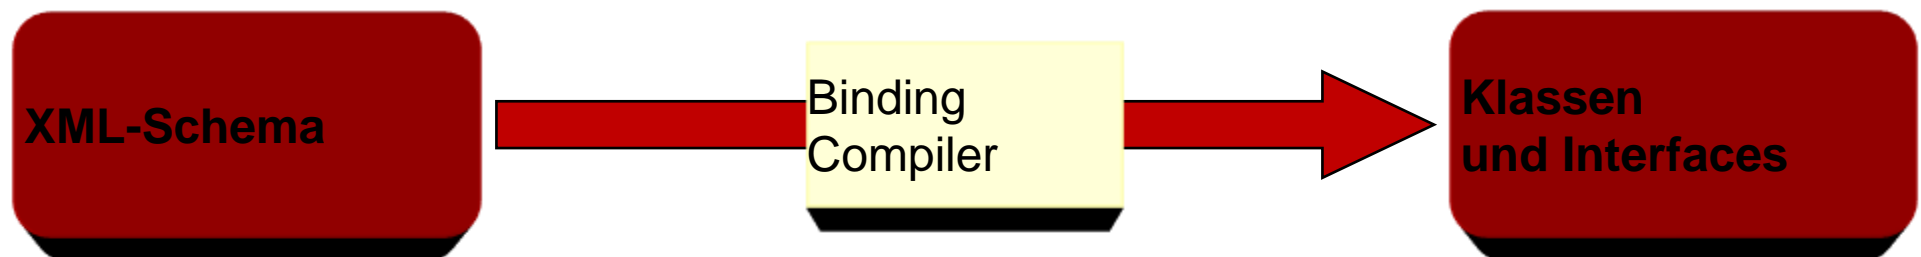 XML-Schema
Binding
Compiler
Klassen
und Interfaces